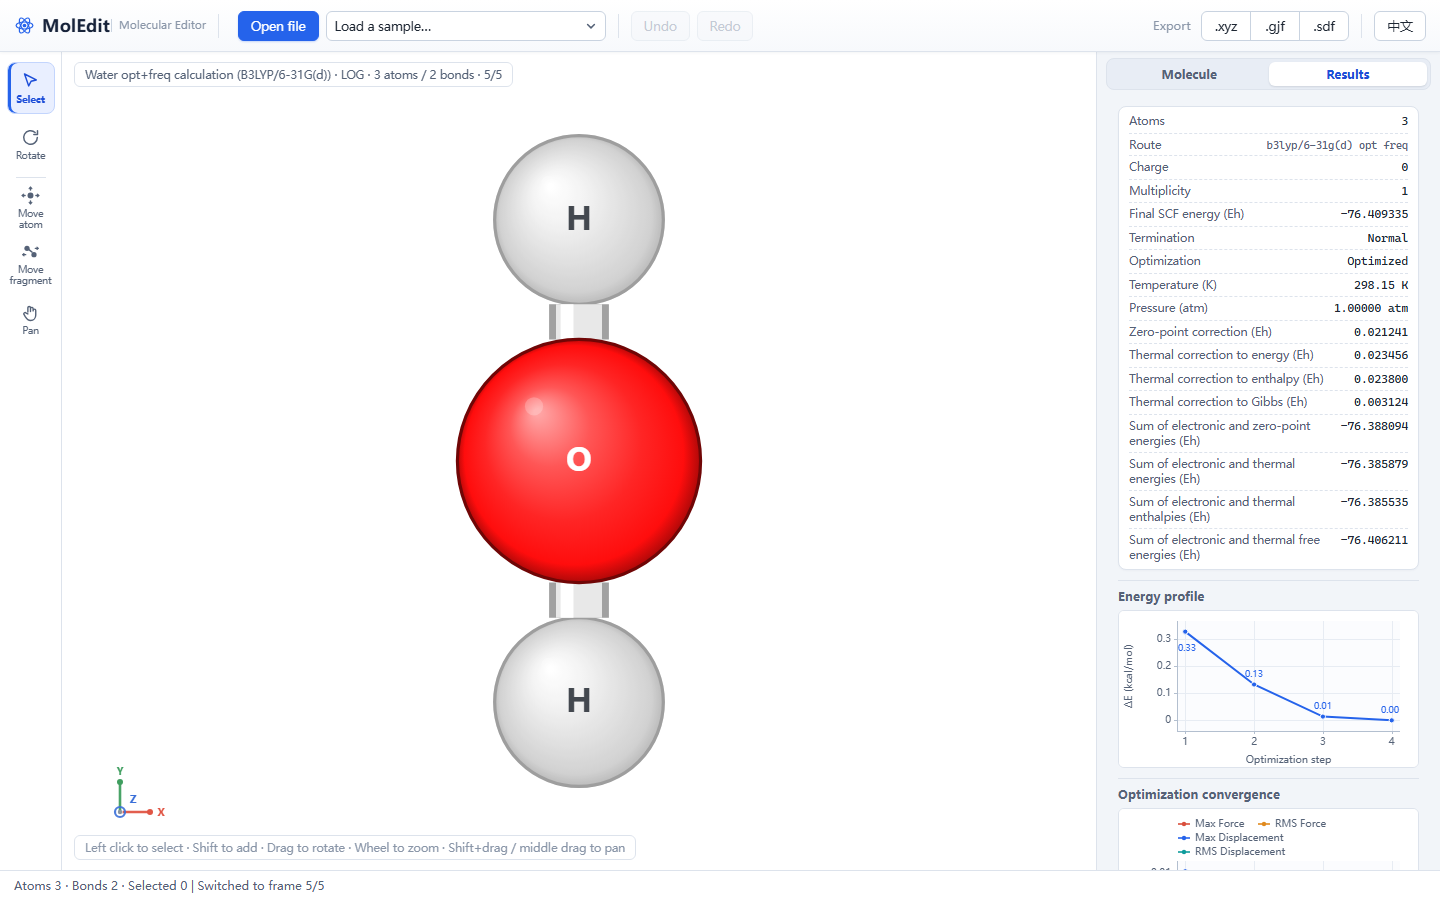 MolEdit Molecular Editor Open file Load a sample... Undo Redo Export .xyz .gjf .sdf 中文
Select
Rotate
Move
atom
Move
fragment
Pan
Water opt+freq calculation (B3LYP/6-31G(d)) · LOG · 3 atoms / 2 bonds · 5/5
H
O
H
Y
Z
X
Left click to select · Shift to add · Drag to rotate · Wheel to zoom · Shift+drag / middle drag to pan
Molecule Results
Atoms 3
Route b3lyp/6-31g(d) opt freq
Charge 0
Multiplicity 1
Final SCF energy (Eh) −76.409335
Termination Normal
Optimization Optimized
Temperature (K) 298.15 K
Pressure (atm) 1.00000 atm
Zero-point correction (Eh) 0.021241
Thermal correction to energy (Eh) 0.023456
Thermal correction to enthalpy (Eh) 0.023800
Thermal correction to Gibbs (Eh) 0.003124
Sum of electronic and zero-point −76.388094
energies (Eh)
Sum of electronic and thermal −76.385879
energies (Eh)
Sum of electronic and thermal −76.385535
enthalpies (Eh)
Sum of electronic and thermal free −76.406211
energies (Eh)
Energy profile
ΔE (kcal/mol)
0.3
0.2
0.1
0
0.33
0.13
0.01
0.00
1 2 3 4
Optimization step
Optimization convergence
Max Force RMS Force
Max Displacement
RMS Displacement
Atoms 3 · Bonds 2 · Selected 0 | Switched to frame 5/5